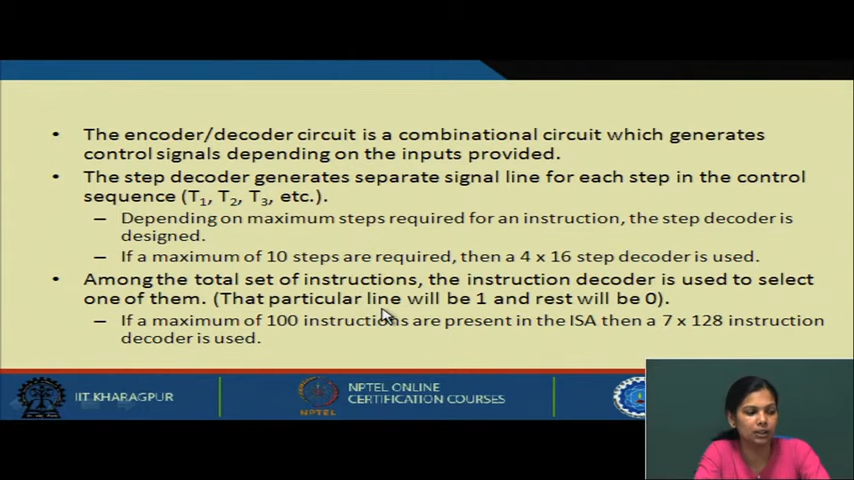 • The encoder/decoder circuit is a combinational circuit which generates
control signals depending on the inputs provided.
• The step decoder generates separate signal line for each step in the control
sequence (T₁, T₂, T₃, etc.).
– Depending on maximum steps required for an instruction, the step decoder is
designed.
– If a maximum of 10 steps are required, then a 4 x 16 step decoder is used.
• Among the total set of instructions, the instruction decoder is used to select
one of them. (That particular line will be 1 and rest will be 0).
– If a maximum of 100 instructions are present in the ISA then a 7 x 128 instruction
decoder is used.
IIT KHARAGPUR
NPTEL
NPTEL ONLINE
CERTIFICATION COURSES